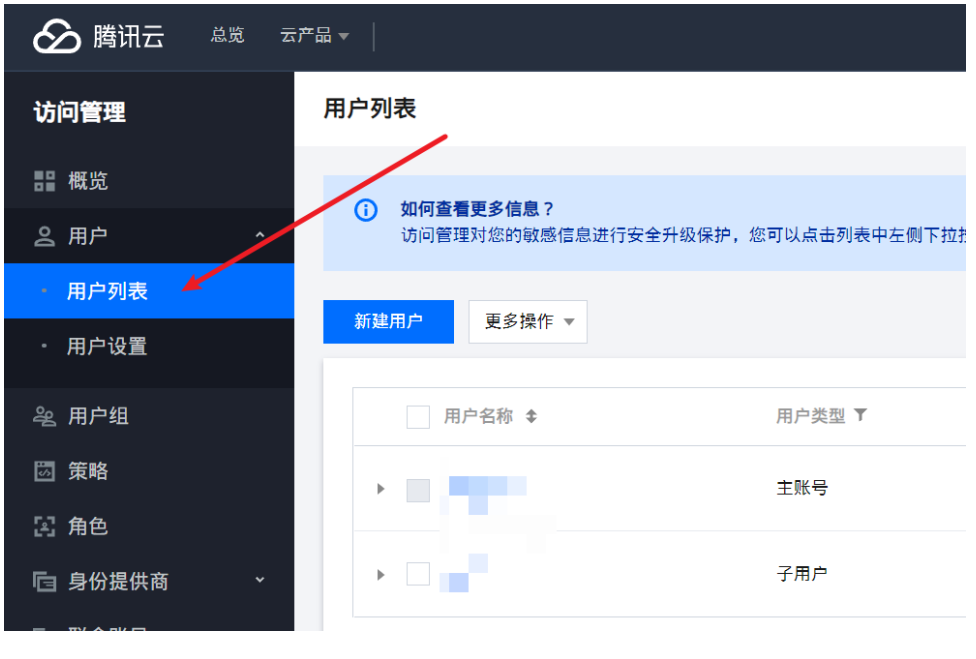 腾讯云
总览
云产品
访问管理
概览
用户
用户列表
用户设置
用户组
策略
角色
身份提供商
用户列表
如何查看更多信息？
访问管理对您的敏感信息进行安全升级保护，您可以点击列表中左侧下拉按
新建用户
更多操作
用户名称
用户类型
主账号
子用户